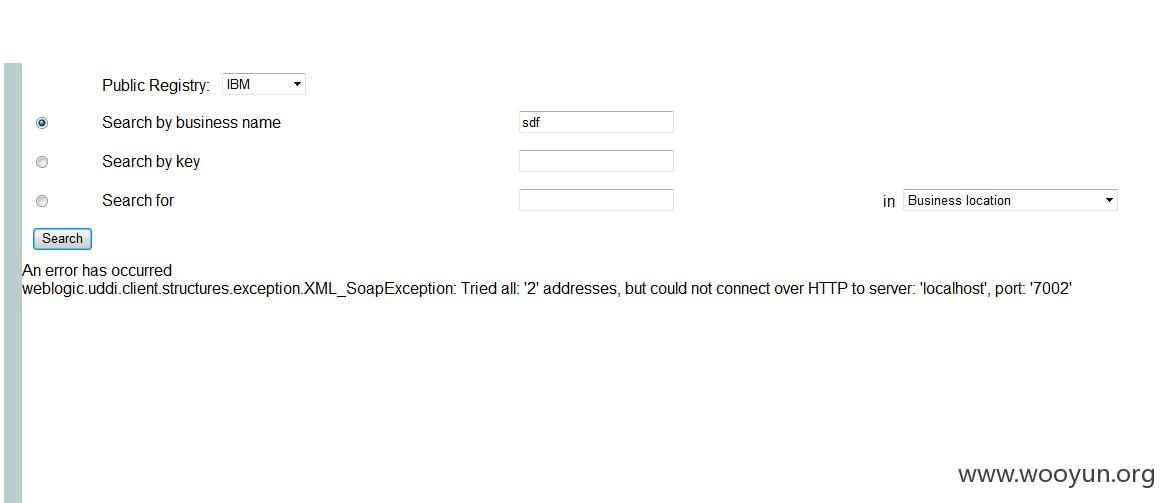 Public Registry: IBM
Search by business name sdf
Search by key
Search for in Business location
Search
An error has occurred
weblogic.uddi.client.structures.exception.XML_SoapException: Tried all: '2' addresses, but could not connect over HTTP to server: 'localhost', port: '7002'
www.wooyun.org